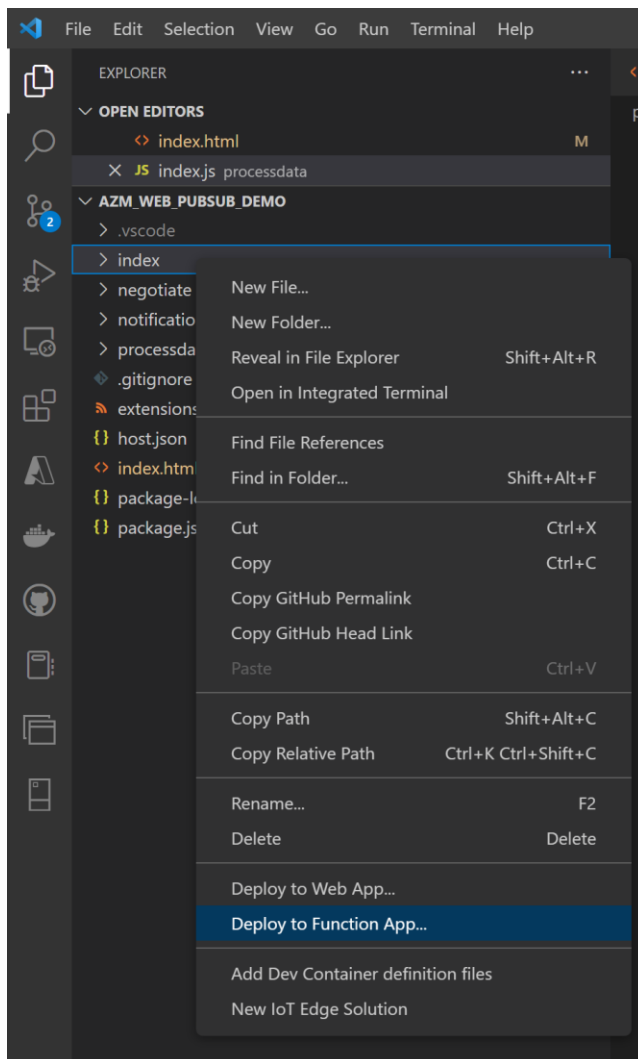 File Edit Selection View Go Run Terminal Help
EXPLORER ...
OPEN EDITORS
<> index.html M
JS index.js processdata
AZM_WEB_PUBSUB_DEMO
.vscode
index
negotiate
notificatio
processda
.gitignore
extensions
{} host.json
<> index.htm
{} package-l
{} package.js
2
New File...
New Folder...
Reveal in File Explorer Shift+Alt+R
Open in Integrated Terminal
Find File References
Find in Folder... Shift+Alt+F
Cut Ctrl+X
Copy Ctrl+C
Copy GitHub Permalink
Copy GitHub Head Link
Paste Ctrl+V
Copy Path Shift+Alt+C
Copy Relative Path Ctrl+K Ctrl+Shift+C
Rename... F2
Delete Delete
Deploy to Web App...
Deploy to Function App...
Add Dev Container definition files
New IoT Edge Solution